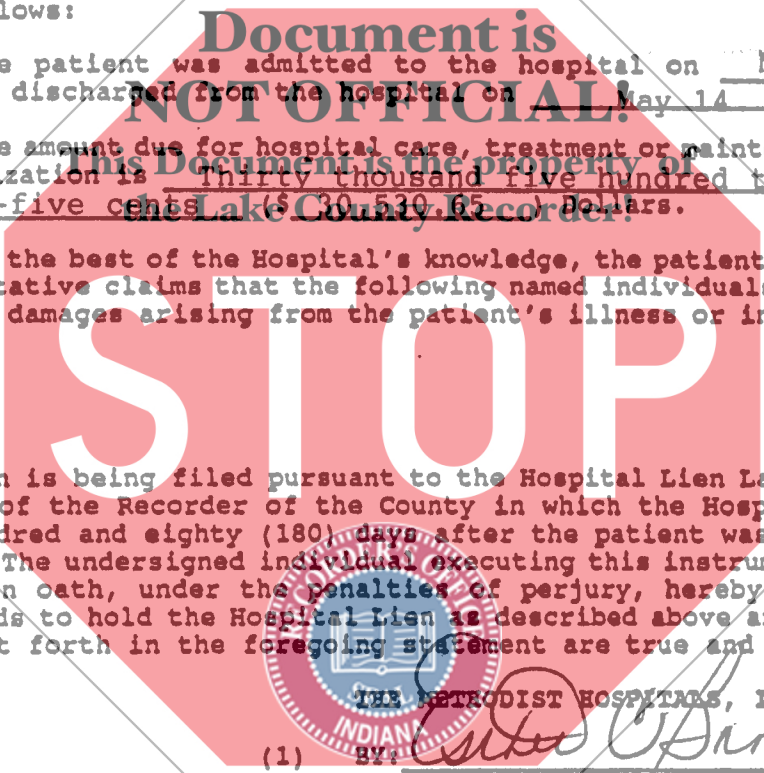 lows:
Document is
e patient was admitted to the hospital on
NOT OFFICIAL!
discharged from the hospital on May 14
e amount due for hospital care, treatment or maint
This Document is the property of
zation is Thirty thousand five hundred t
the Lake County Recorder!
-five cents ($ 30,530.65 ) Dollars.
the best of the Hospital's knowledge, the patient
tative claims that the following named individuals
damages arising from the patient's illness or in
STOP
n is being filed pursuant to the Hospital Lien La
of the Recorder of the County in which the Hosp
dred and eighty (180) days after the patient was
The undersigned individual executing this instrum
n oath, under the penalties of perjury, hereby
ds to hold the Hospital Lien as described above a
t forth in the foregoing statement are true and
RECORDER'S OFFICE
SEAL
INDIANA
THE METHODIST HOSPITALS, I
(1) BY: